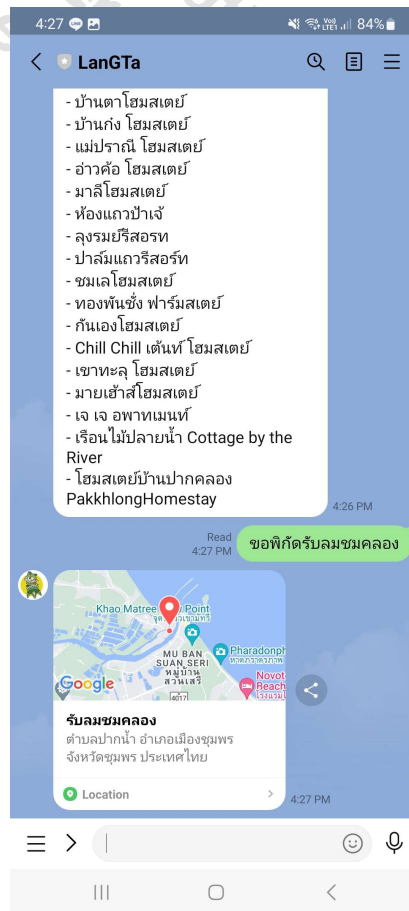 4:27
84%
LanGTa
- บ้านตาโฮมสเตย์
- บ้านก๋ง โฮมสเตย์
- แม่ปราณี โฮมสเตย์
- อ่าวค้อ โฮมสเตย์
- มาลีโฮมสเตย์
- ห้องแถวป้าเจ้
- ลุงรมย์รีสอรท
- ปาล์มแถวรีสอร์ท
- ชมเลโฮมสเตย์
- ทองพันชั่ง ฟาร์มสเตย์
- กันเองโฮมสเตย์
- Chill Chill เต้นท์ โฮมสเตย์
- เขาทะลุ โฮมสเตย์
- มายเฮ้าส์โฮมสเตย์
- เจ เจ อพาทเมนท์
- เรือนไม้ปลายน้ำ Cottage by the
River
- โฮมสเตย์บ้านปากคลอง
PakkhlongHomestay
4:26 PM
Read
4:27 PM
ขอพิกัดรับลมชมคลอง
Khao Matree
Point
MU BAN
SUAN SERI
หมู่บ้าน
สวนเสรี
Pharadonph
หาดภราดรภาพ
Novot
Beach
Google
4017
รับลมชมคลอง
ตำบลปากน้ำ อำเภอเมืองชุมพร
จังหวัดชุมพร ประเทศไทย
Location
4:27 PM